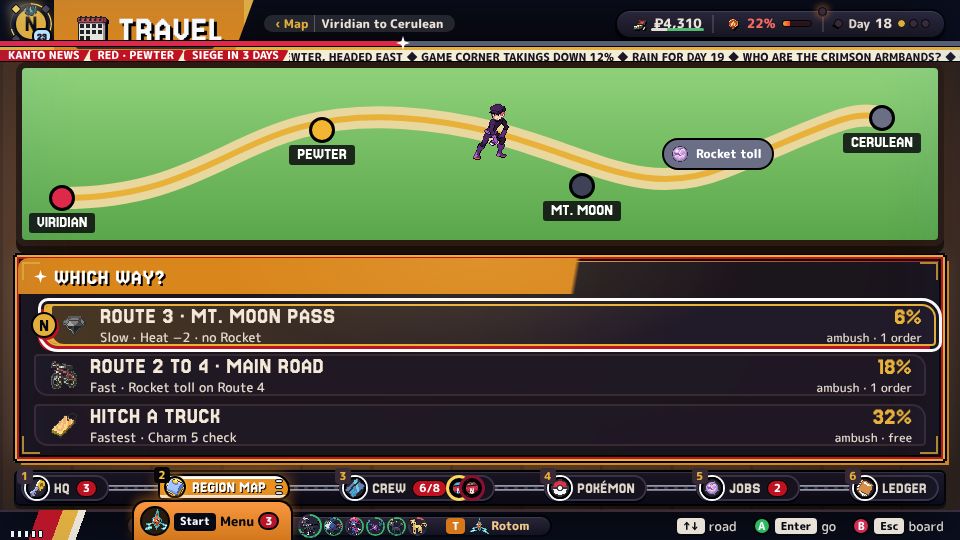 N
TRAVEL
‹ Map Viridian to Cerulean
₽4,310
22%
Day 18
KANTO NEWS RED · PEWTER SIEGE IN 3 DAYS WTER, HEADED EAST ◆ GAME CORNER TAKINGS DOWN 12% ◆ RAIN FOR DAY 19 ◆ WHO ARE THE CRIMSON ARMBANDS? ◆
PEWTER
Rocket toll
CERULEAN
MT. MOON
VIRIDIAN
WHICH WAY?
N
ROUTE 3 · MT. MOON PASS
6%
Slow · Heat −2 · no Rocket
ambush · 1 order
ROUTE 2 TO 4 · MAIN ROAD
18%
Fast · Rocket toll on Route 4
ambush · 1 order
HITCH A TRUCK
32%
Fastest · Charm 5 check
ambush · free
1 HQ 3
2 REGION MAP
3 CREW 6/8
4 POKÉMON
5 JOBS 2
6 LEDGER
Start Menu 3
T Rotom
↑↓ road
A Enter go
B Esc board